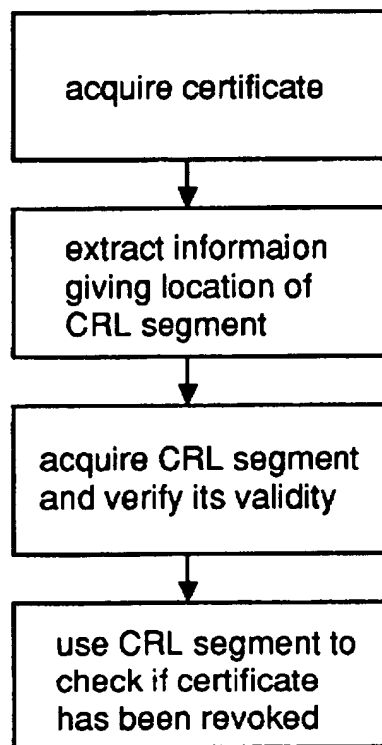 acquire certificate
extract informaion
giving location of
CRL segment
acquire CRL segment
and verify its validity
use CRL segment to
check if certificate
has been revoked